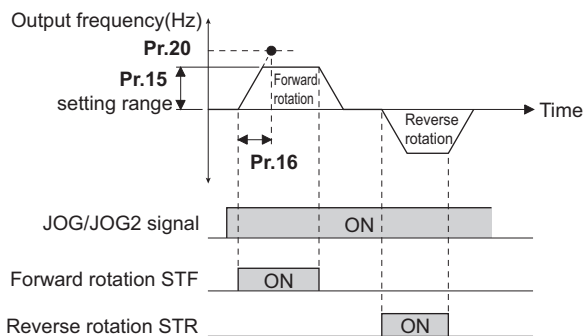 Output frequency(Hz)
Pr.20
Pr.15
setting range
Forward
rotation
Time
Reverse
rotation
Pr.16
JOG/JOG2 signal
ON
Forward rotation STF
ON
Reverse rotation STR
ON